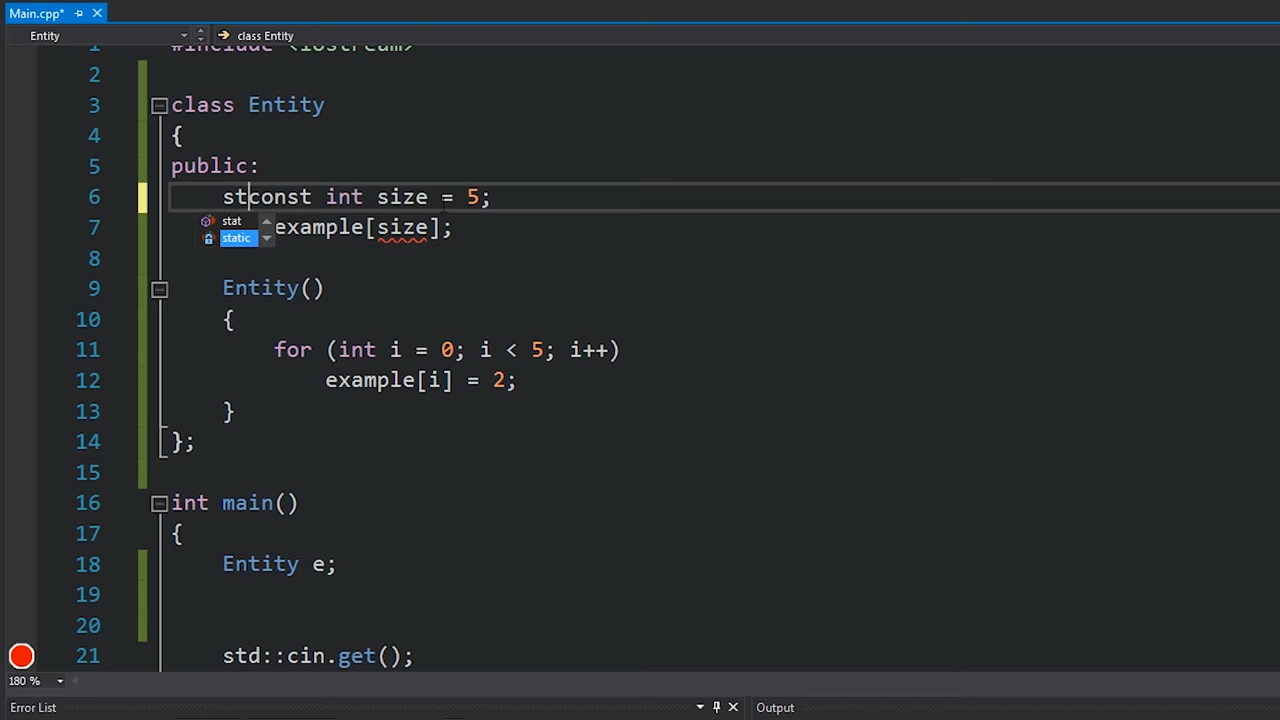 Main.cpp*
Entity class Entity
1 #include <iostream>
2
3 class Entity
4 {
5 public:
6 stconst int size = 5;
7 example[size];
stat
static
8
9 Entity()
10 {
11 for (int i = 0; i < 5; i++)
12 example[i] = 2;
13 }
14 };
15
16 int main()
17 {
18 Entity e;
19
20
21 std::cin.get();
180 %
Error List Output